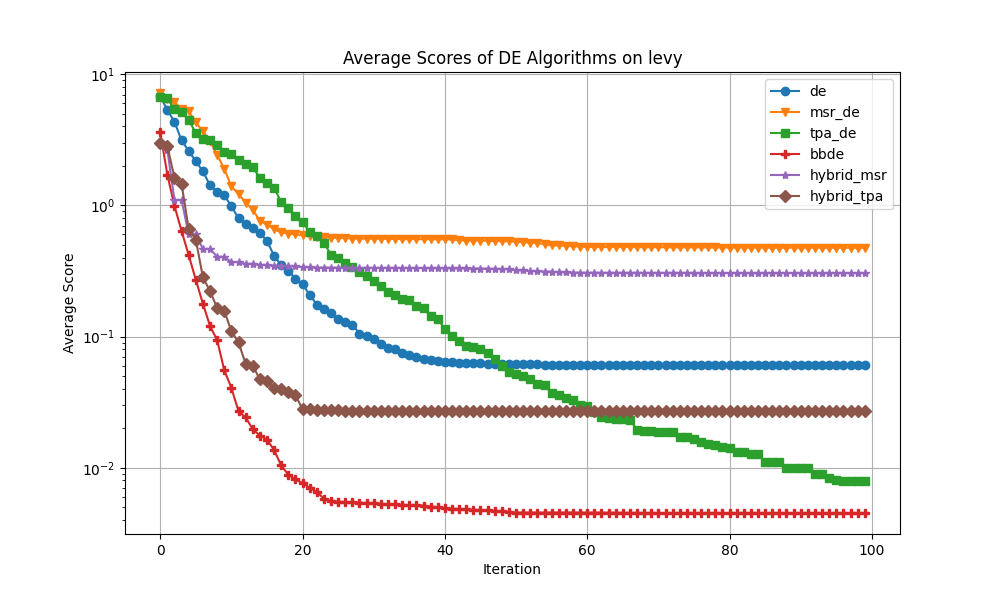 Average Scores of DE Algorithms on levy
de
msr_de
tpa_de
bbde
hybrid_msr
hybrid_tpa
Average Score
10¹
10⁰
10⁻¹
10⁻²
0 20 40 60 80 100
Iteration